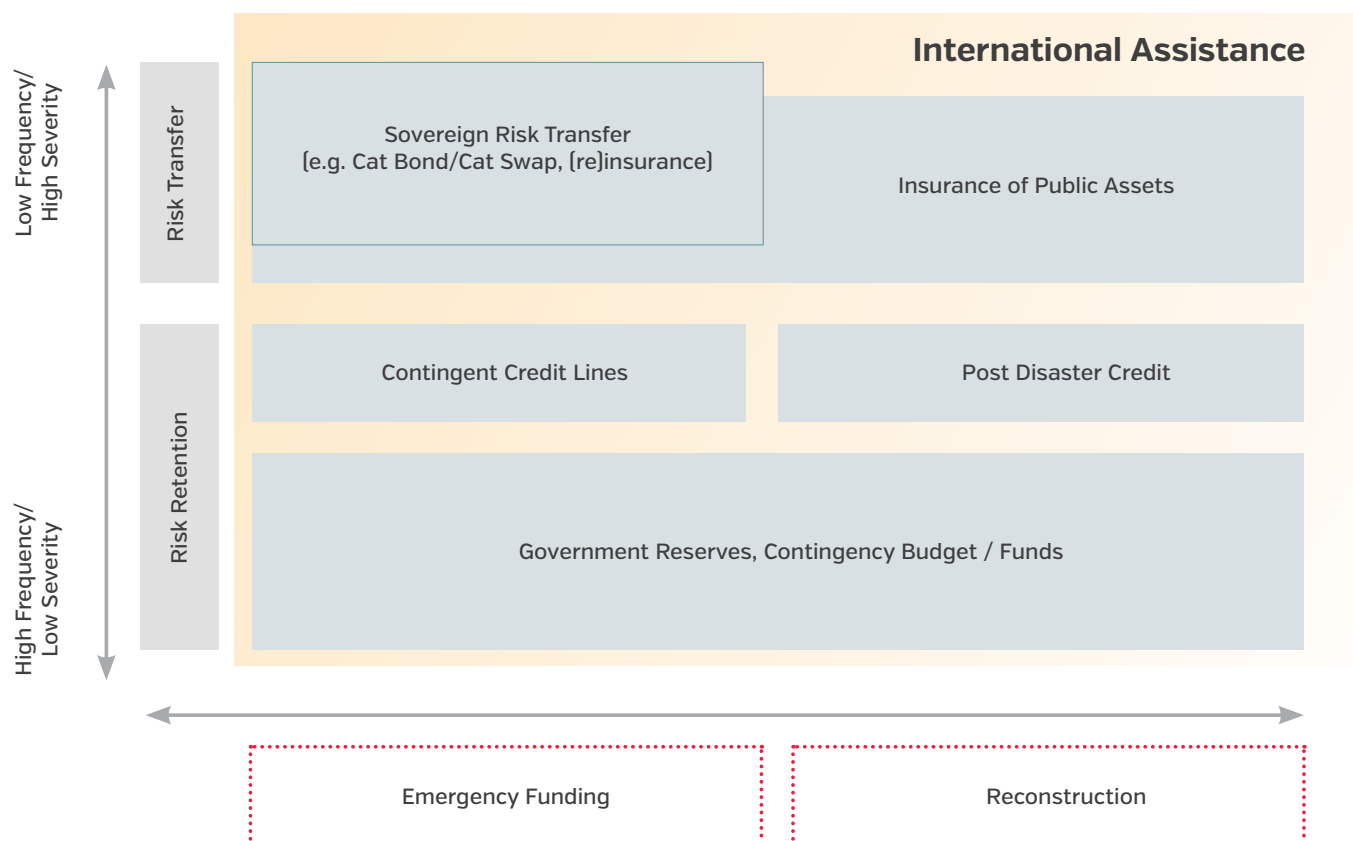 International Assistance
Low Frequency/
High Severity
Risk Transfer
Sovereign Risk Transfer
(e.g. Cat Bond/Cat Swap, (re)insurance)
Insurance of Public Assets
Contingent Credit Lines
Post Disaster Credit
High Frequency/
Low Severity
Risk Retention
Government Reserves, Contingency Budget / Funds
Emergency Funding
Reconstruction